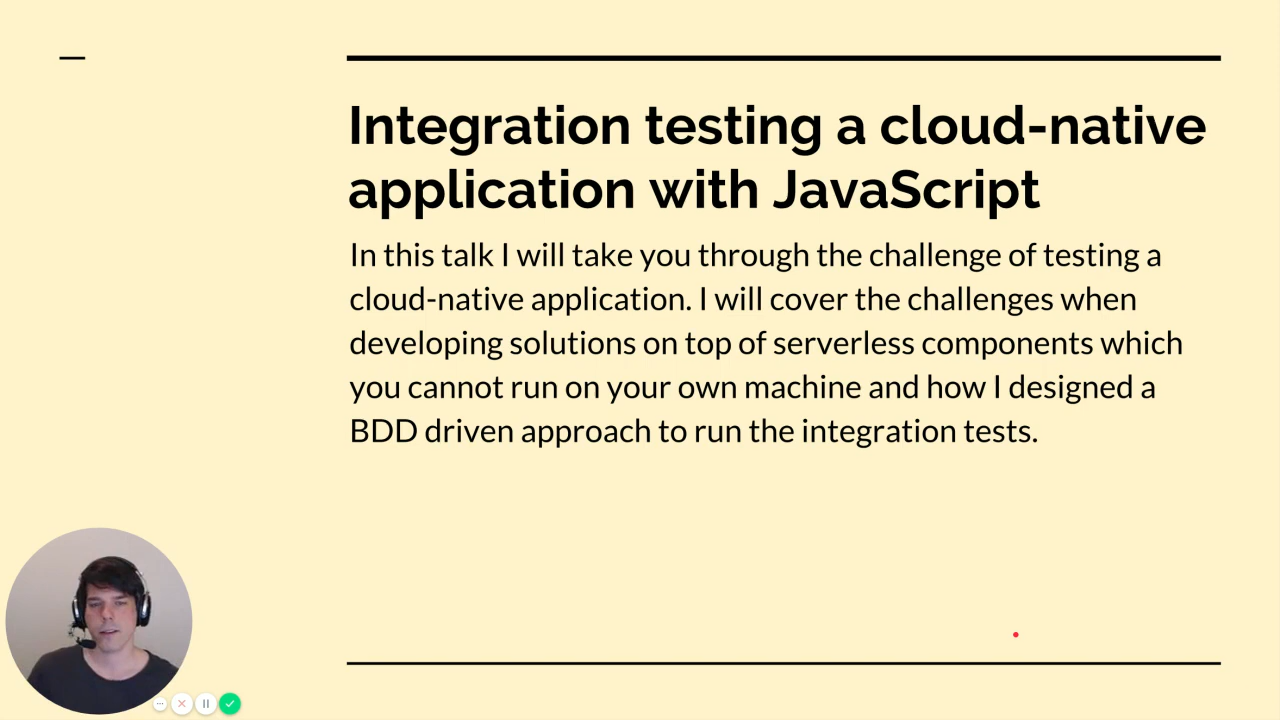 Integration testing a cloud-native
application with JavaScript
In this talk I will take you through the challenge of testing a
cloud-native application. I will cover the challenges when
developing solutions on top of serverless components which
you cannot run on your own machine and how I designed a
BDD driven approach to run the integration tests.